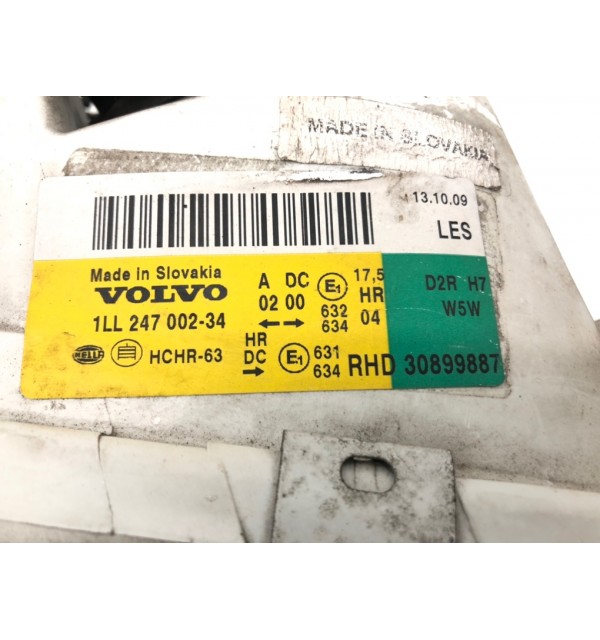 MADE IN SLOVAKIA
13.10.09
LES
Made in Slovakia
VOLVO
1LL 247 002-34
HELLA
HCHR-63
A DC
02 00
E1
17,5
HR
632
634
04
HR
DC
E1
631
634
RHD 30899887
D2R H7
W5W